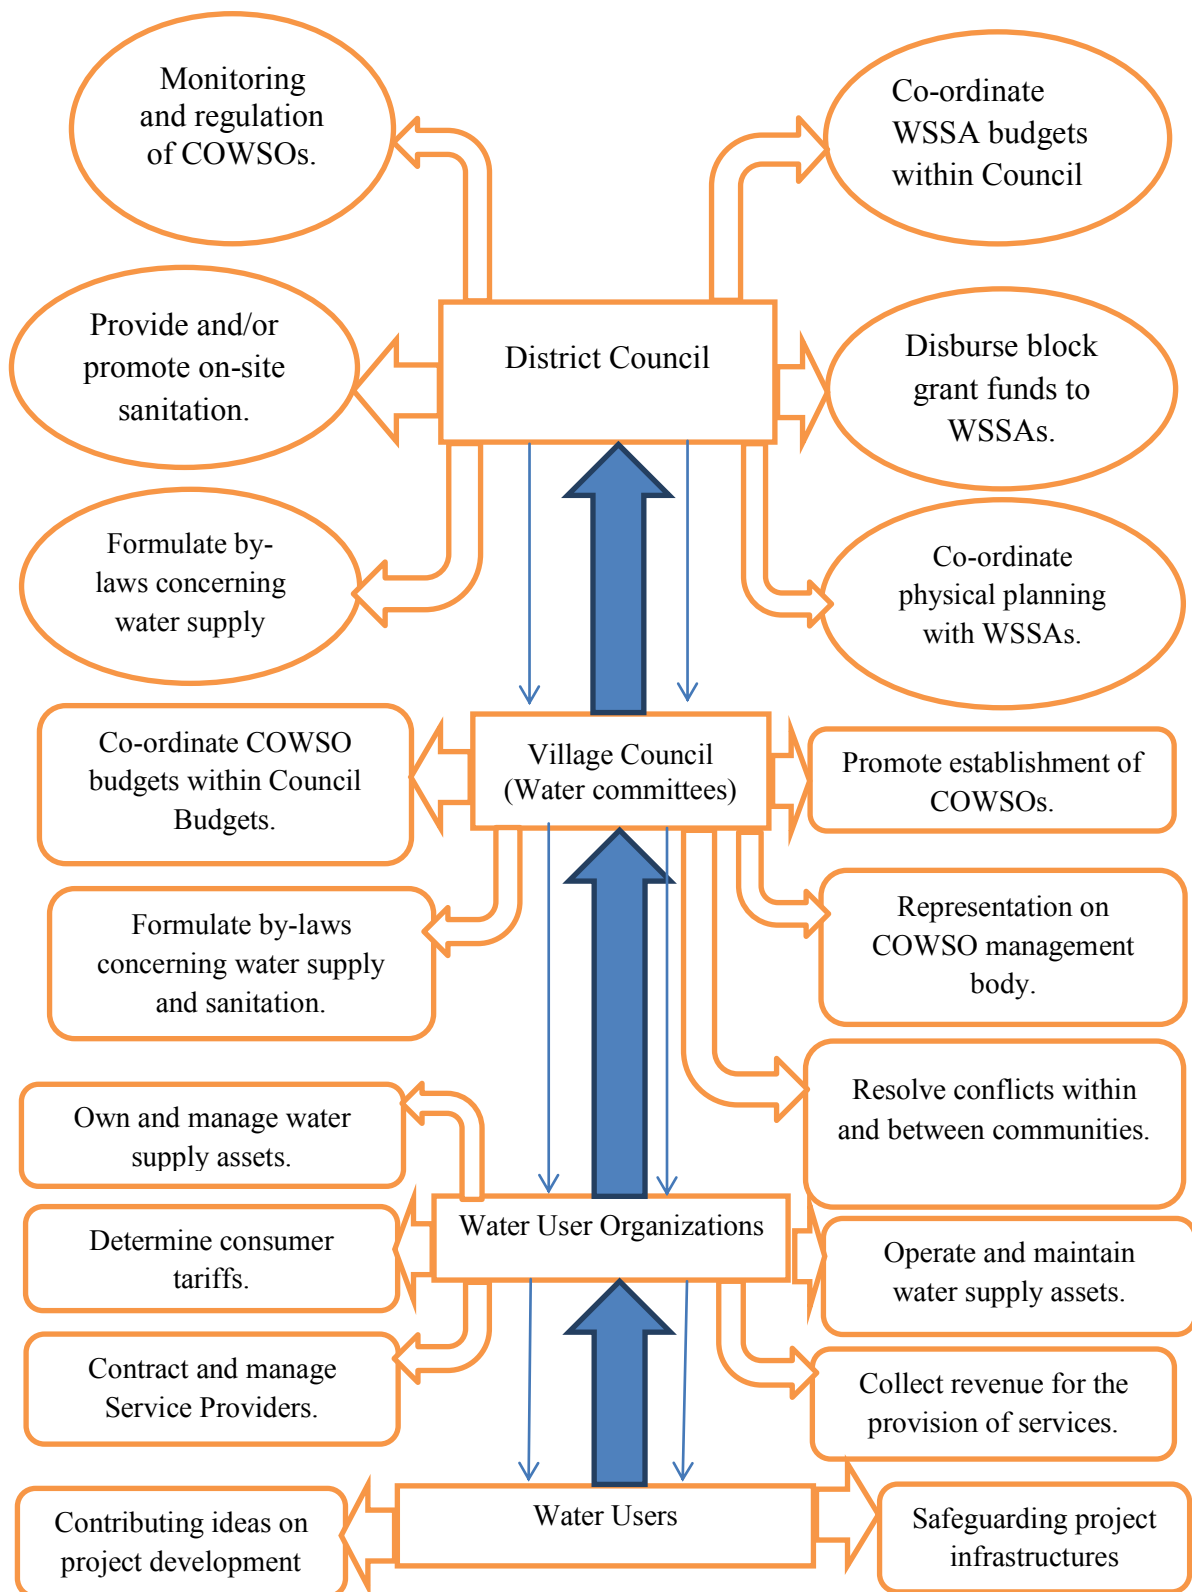 Monitoring
and regulation
of COWSOs.
Co-ordinate
WSSA budgets
within Council
Provide and/or
promote on-site
sanitation.
District Council
Disburse block
grant funds to
WSSAs.
Formulate by-
laws concerning
water supply
Co-ordinate
physical planning
with WSSAs.
Co-ordinate COWSO
budgets within Council
Budgets.
Village Council
(Water committees)
Promote establishment of
COWSOs.
Formulate by-laws
concerning water supply
and sanitation.
Representation on
COWSO management
body.
Resolve conflicts within
and between communities.
Own and manage water
supply assets.
Water User Organizations
Determine consumer
tariffs.
Operate and maintain
water supply assets.
Contract and manage
Service Providers.
Collect revenue for the
provision of services.
Water Users
Contributing ideas on
project development
Safeguarding project
infrastructures